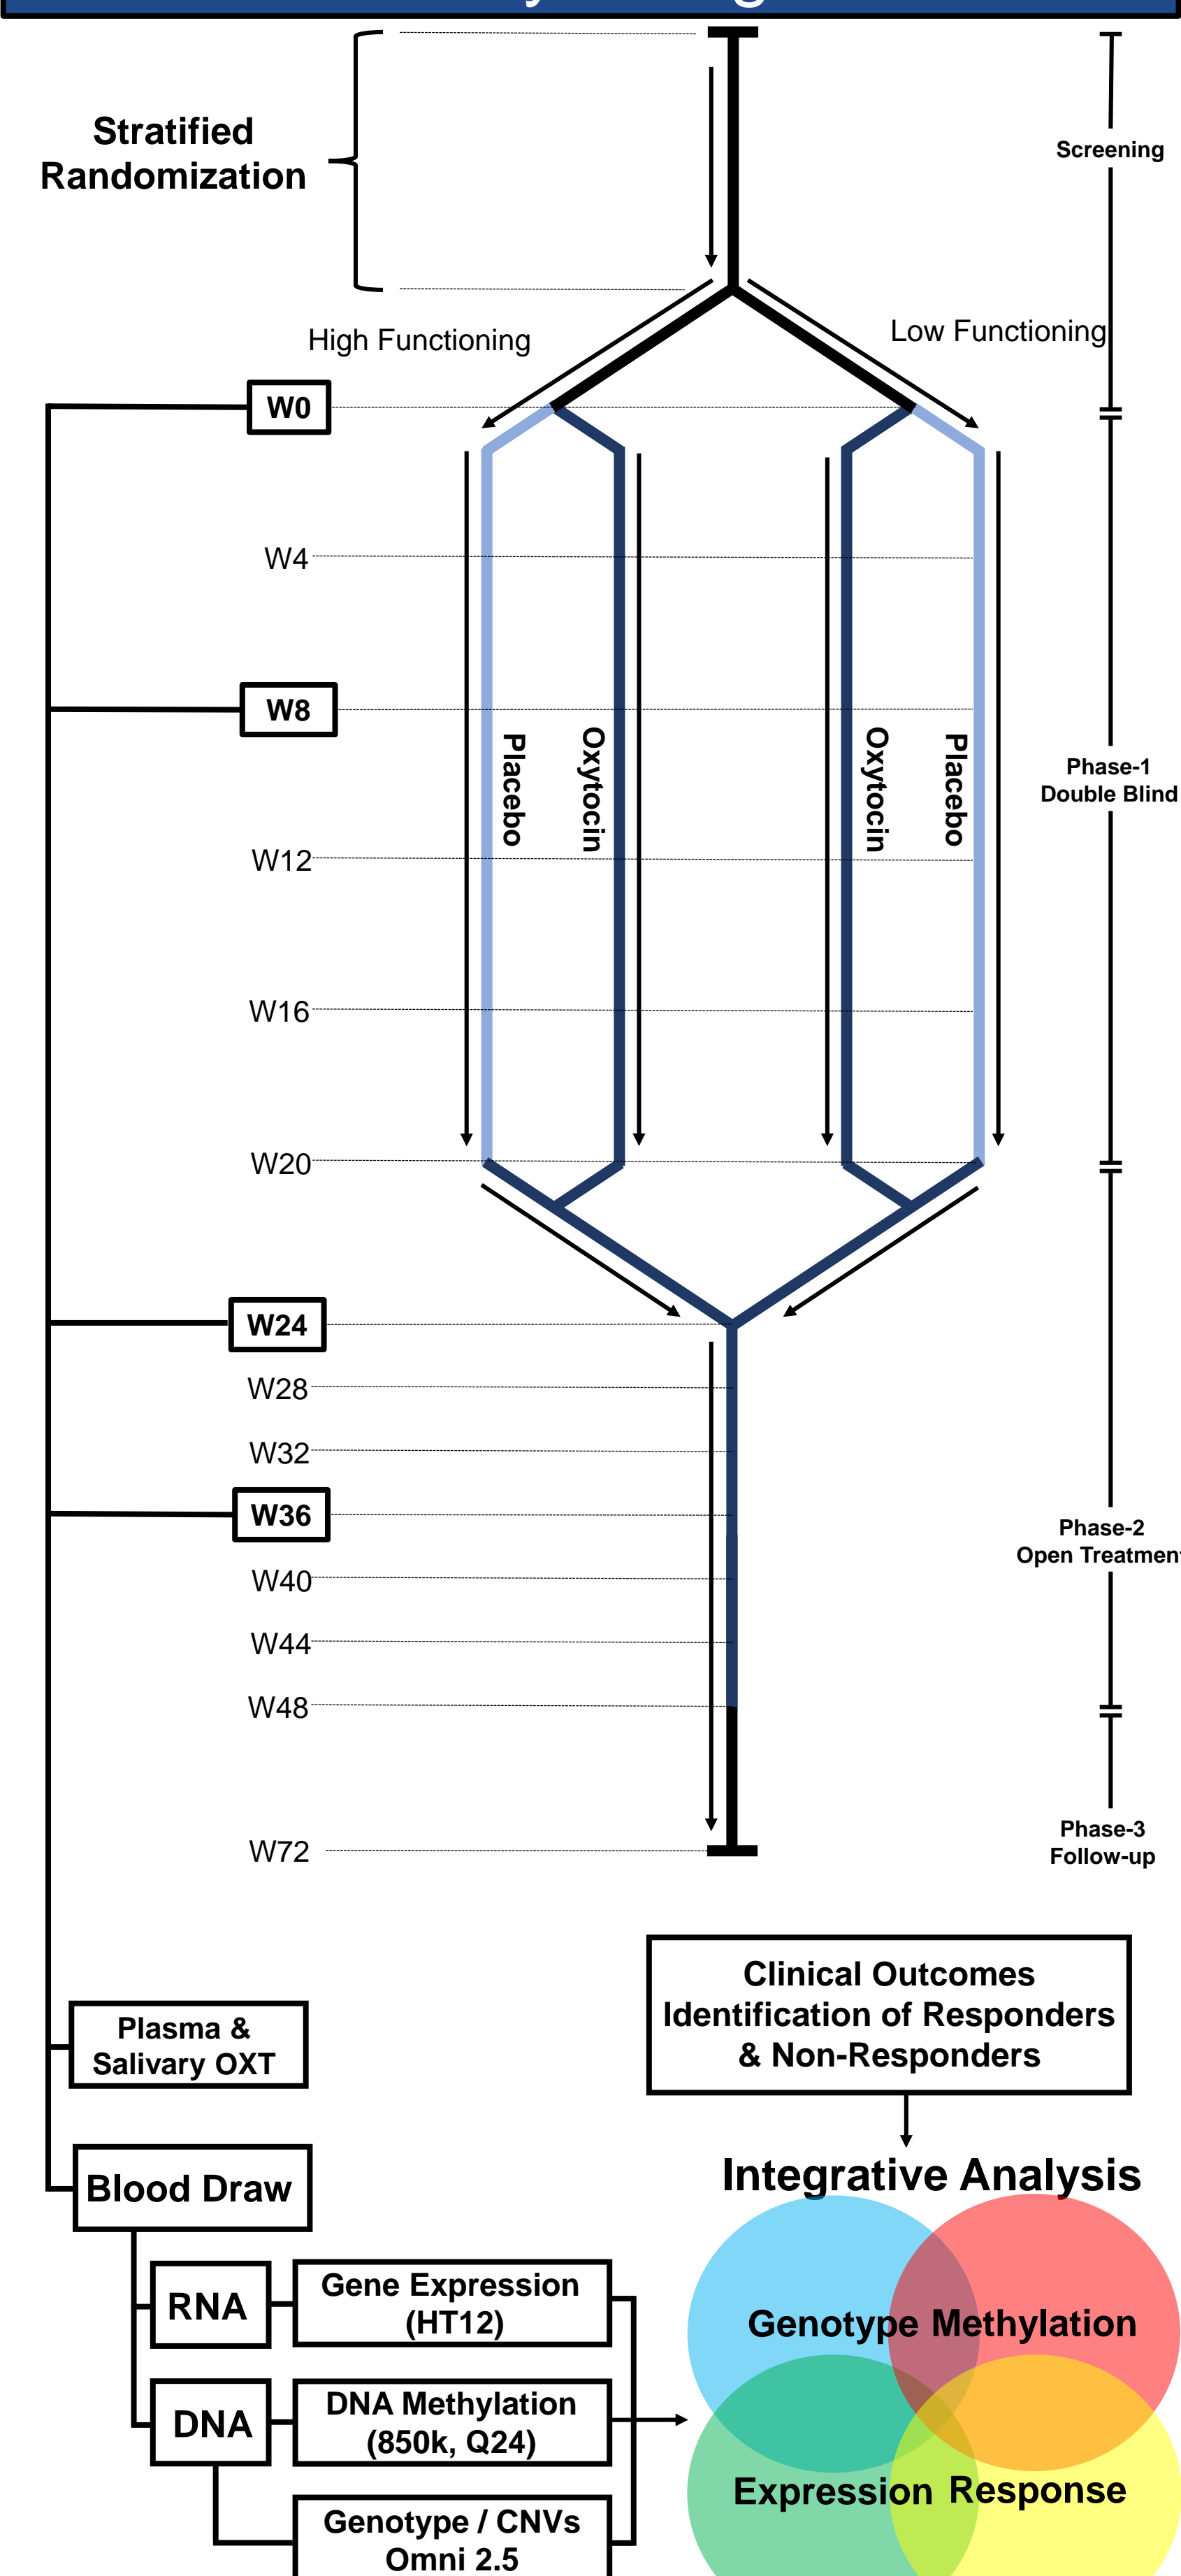 Stratified
Randomization
Screening
High Functioning
Low Functioning
W0
W4
W8
Placebo
Oxytocin
Oxytocin
Placebo
Phase-1
Double Blind
W12
W16
W20
W24
W28
W32
W36
Phase-2
Open Treatment
W40
W44
W48
W72
Phase-3
Follow-up
Clinical Outcomes
Identification of Responders
& Non-Responders
Plasma &
Salivary OXT
Blood Draw
Integrative Analysis
RNA
Gene Expression
(HT12)
Genotype
Methylation
DNA
DNA Methylation
(850k, Q24)
Expression
Response
Genotype / CNVs
Omni 2.5